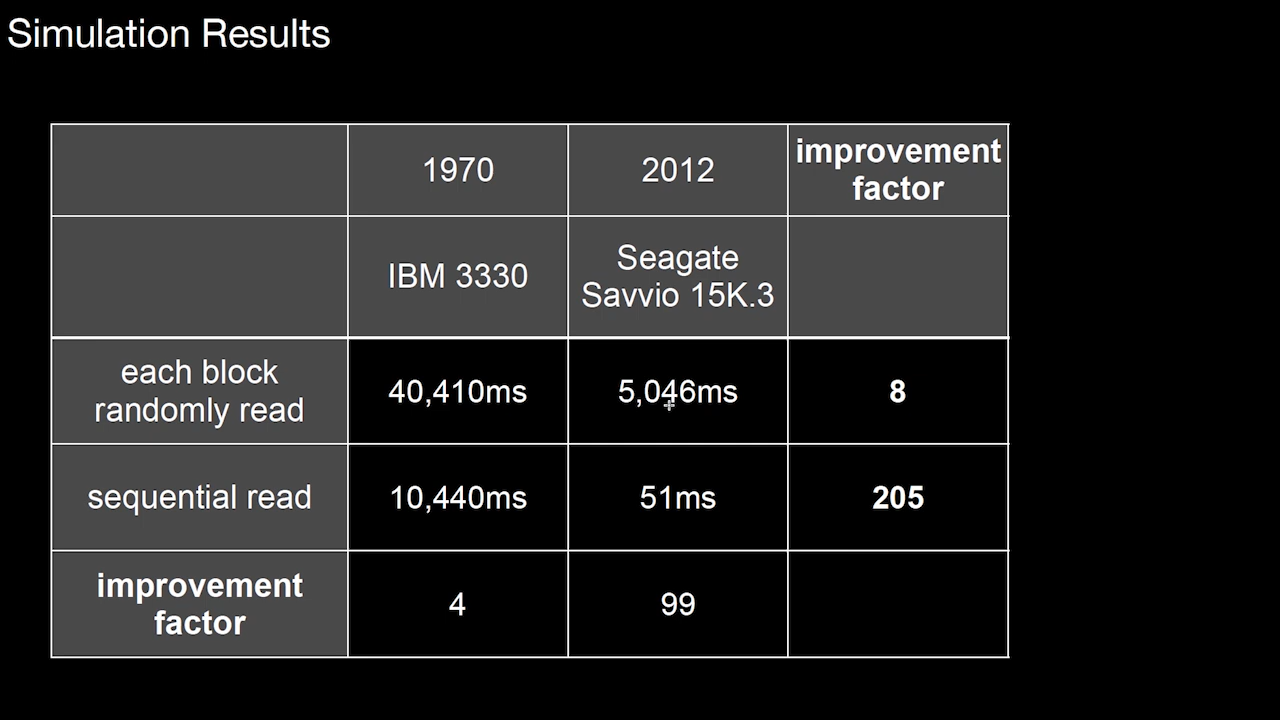 Simulation Results
1970
2012
improvement
factor
IBM 3330
Seagate
Savvio 15K.3
each block
randomly read
40,410ms
5,046ms
8
sequential read
10,440ms
51ms
205
improvement
factor
4
99